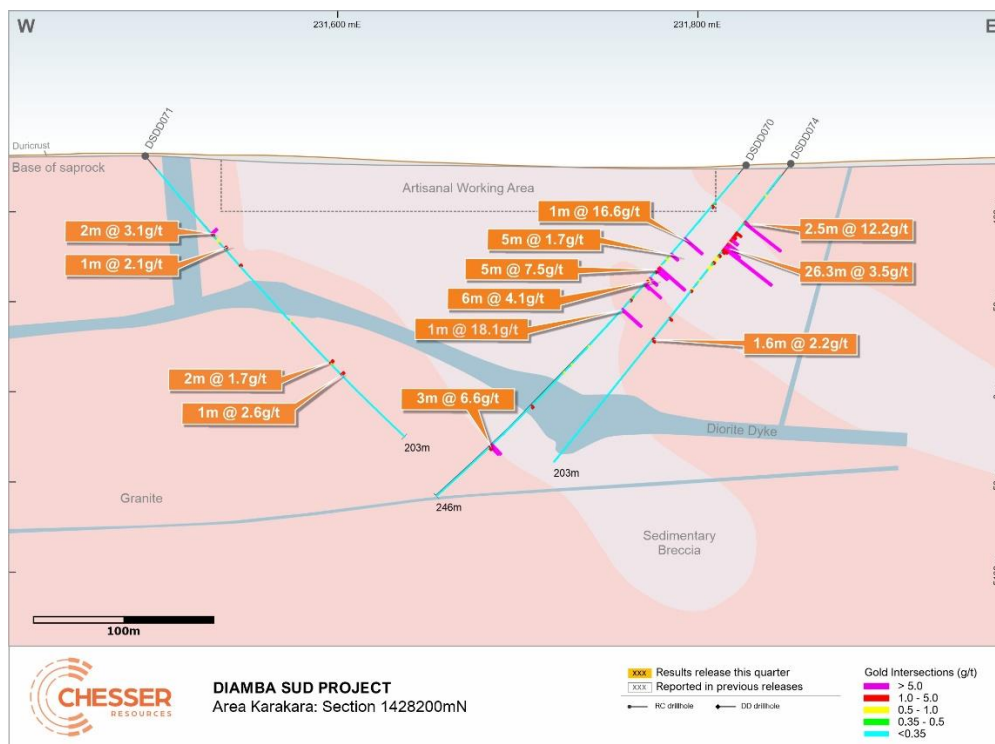 W
231,600 mE
231,800 mE
E
DSDD071
DSDD070
DSDD074
Duricrust
Base of saprock
Artisanal Working Area
2m @ 3.1g/t
1m @ 2.1g/t
1m @ 16.6g/t
5m @ 1.7g/t
5m @ 7.5g/t
6m @ 4.1g/t
1m @ 18.1g/t
2.5m @ 12.2g/t
26.3m @ 3.5g/t
1.6m @ 2.2g/t
2m @ 1.7g/t
1m @ 2.6g/t
3m @ 6.6g/t
Diorite Dyke
203m
203m
246m
Granite
Sedimentary
Breccia
100m
CHESSER
RESOURCES
DIAMBA SUD PROJECT
Area Karakara: Section 1428200mN
XXX Results release this quarter
XXX Reported in previous releases
RC drillhole
DD drillhole
Gold Intersections (g/t)
> 5.0
1.0 - 5.0
0.5 - 1.0
0.35 - 0.5
<0.35